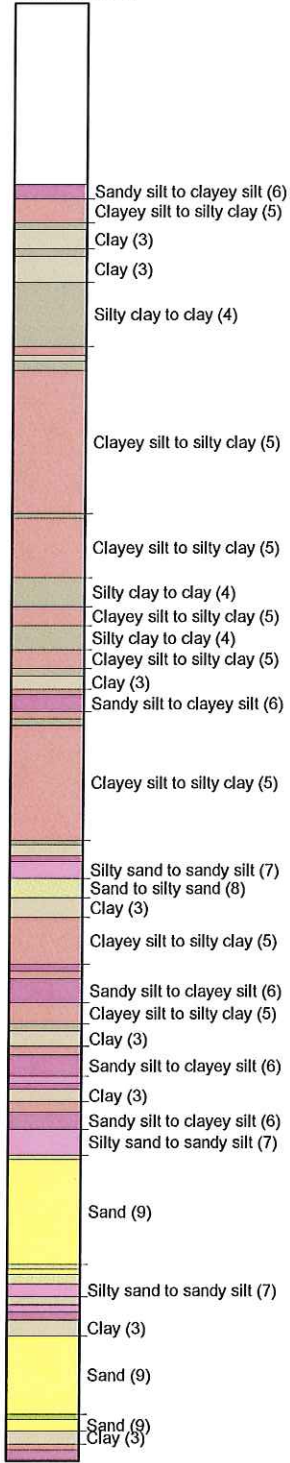 Sandy silt to clayey silt (6)
Clayey silt to silty clay (5)
Clay (3)
Clay (3)
Silty clay to clay (4)
Clayey silt to silty clay (5)
Clayey silt to silty clay (5)
Silty clay to clay (4)
Clayey silt to silty clay (5)
Silty clay to clay (4)
Clayey silt to silty clay (5)
Clay (3)
Sandy silt to clayey silt (6)
Clayey silt to silty clay (5)
Silty sand to sandy silt (7)
Sand to silty sand (8)
Clay (3)
Clayey silt to silty clay (5)
Sandy silt to clayey silt (6)
Clayey silt to silty clay (5)
Clay (3)
Sandy silt to clayey silt (6)
Clay (3)
Sandy silt to clayey silt (6)
Silty sand to sandy silt (7)
Sand (9)
Silty sand to sandy silt (7)
Clay (3)
Sand (9)
Sand (9)
Clay (3)